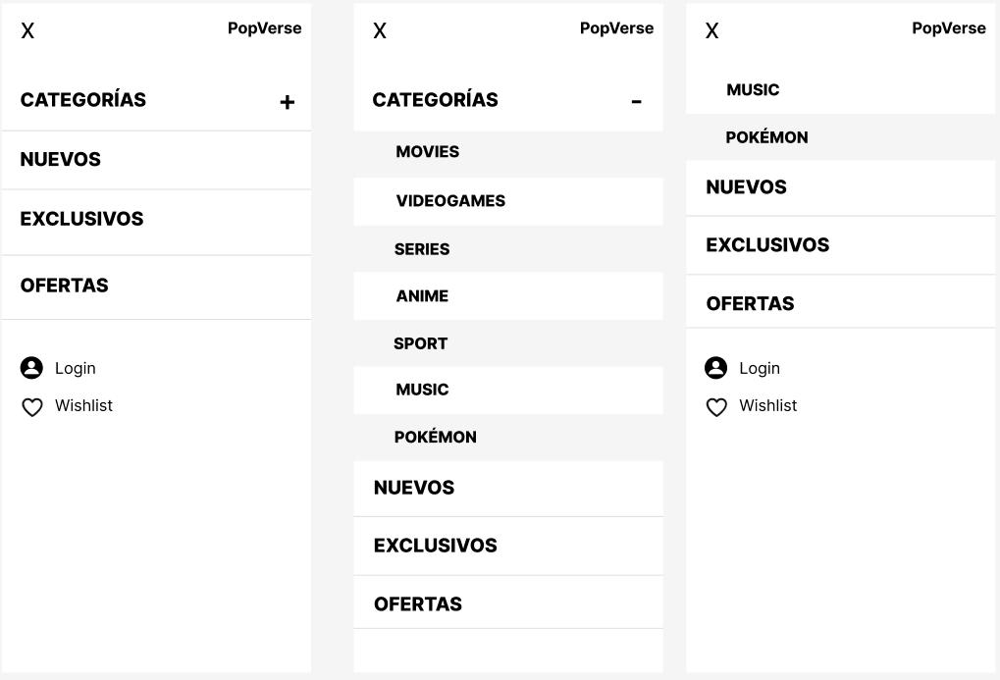 X PopVerse
CATEGORÍAS +
NUEVOS
EXCLUSIVOS
OFERTAS
Login
Wishlist
X PopVerse
CATEGORÍAS -
MOVIES
VIDEOGAMES
SERIES
ANIME
SPORT
MUSIC
POKÉMON
NUEVOS
EXCLUSIVOS
OFERTAS
X PopVerse
MUSIC
POKÉMON
NUEVOS
EXCLUSIVOS
OFERTAS
Login
Wishlist